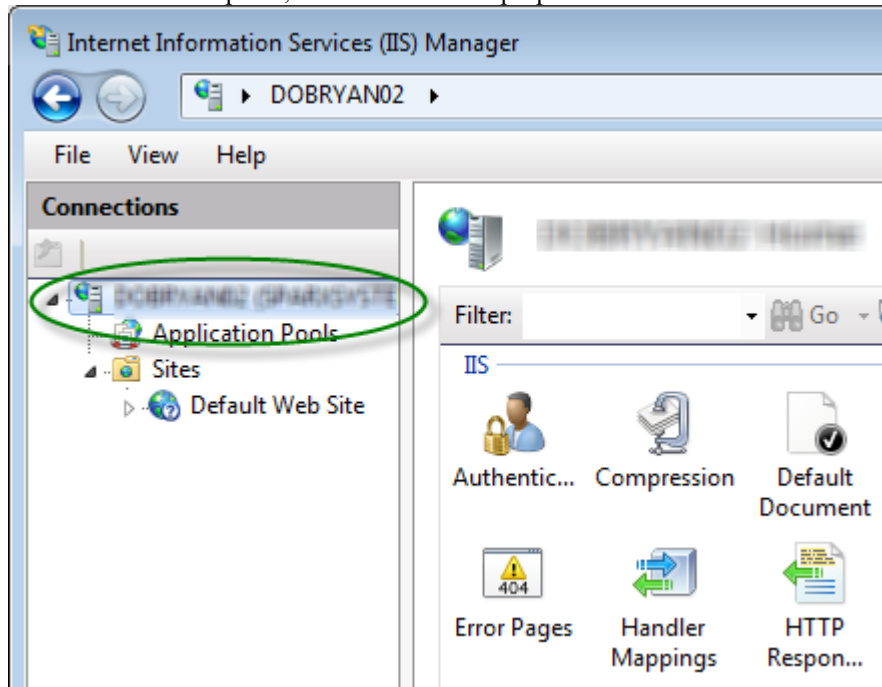 Internet Information Services (IIS) Manager
DOBRYAN02
File View Help
Connections
Application Pools
Sites
Default Web Site
Filter: Go
IIS
Authentic... Compression Default Document
404
Error Pages Handler Mappings HTTP Respon...